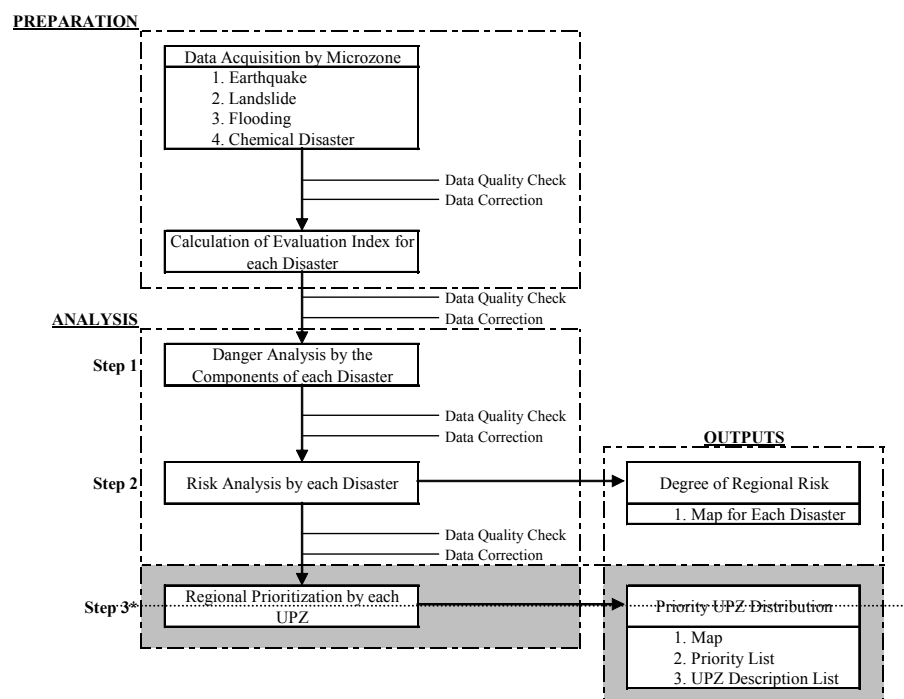 PREPARATION
Data Acquisition by Microzone
1. Earthquake
2. Landslide
3. Flooding
4. Chemical Disaster
Data Quality Check
Data Correction
Calculation of Evaluation Index for
each Disaster
Data Quality Check
Data Correction
ANALYSIS
Step 1
Danger Analysis by the
Components of each Disaster
Data Quality Check
Data Correction
OUTPUTS
Step 2
Risk Analysis by each Disaster
Degree of Regional Risk
1. Map for Each Disaster
Data Quality Check
Data Correction
Step 3*
Regional Prioritization by each
UPZ
Priority UPZ Distribution
1. Map
2. Priority List
3. UPZ Description List